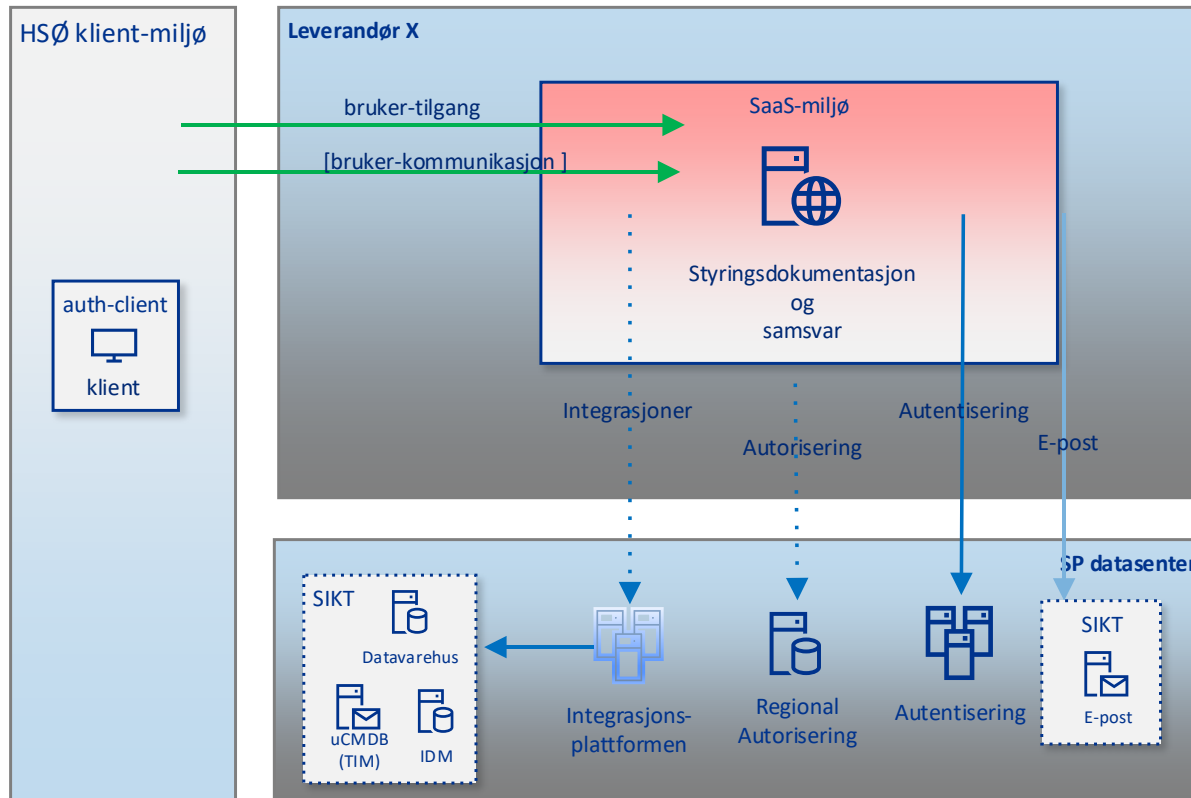 HSØ klient-miljø
auth-client
klient
Leverandør X
bruker-tilgang
[bruker-kommunikasjon ]
SaaS-miljø
Styringsdokumentasjon
og
samsvar
Integrasjoner
Autorisering
Autentisering
E-post
SP datasenter
SIKT
Datavarehus
uCMDB
(TIM)
IDM
Integrasjons-
plattformen
Regional
Autorisering
Autentisering
SIKT
E-post